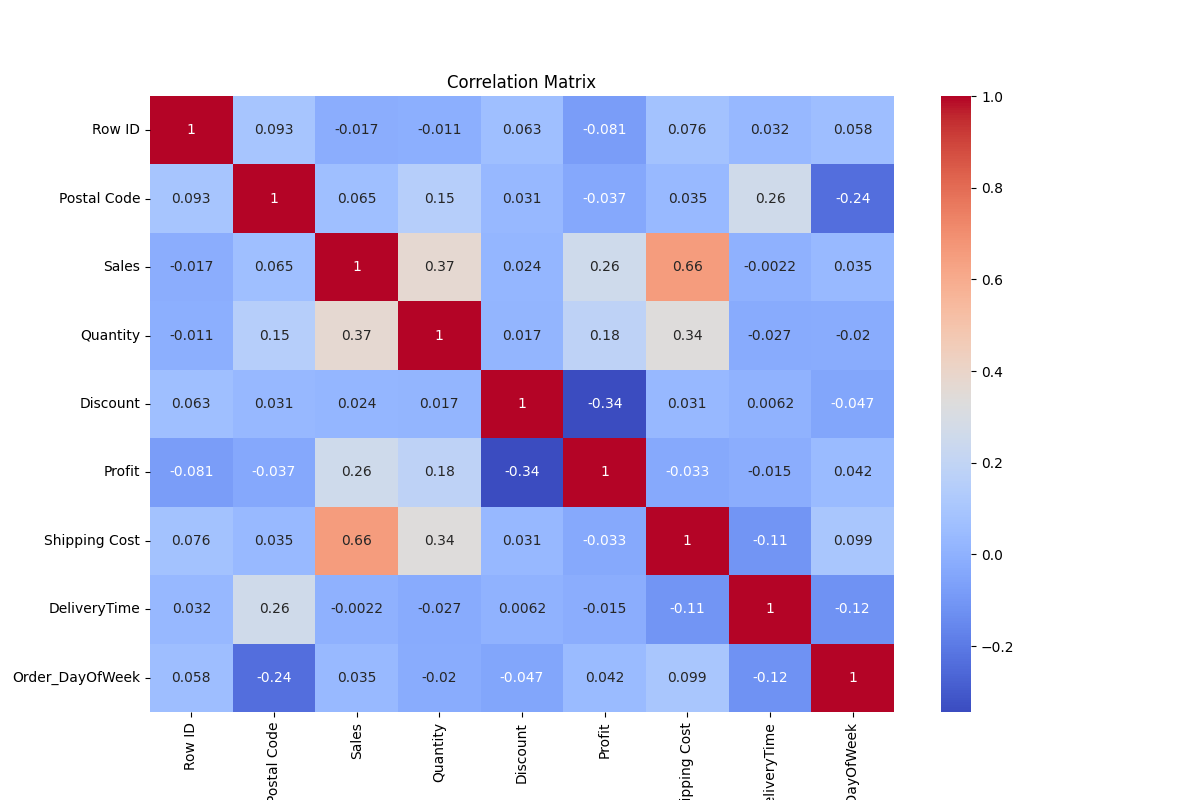 Correlation Matrix
Row ID 1 0.093 -0.017 -0.011 0.063 -0.081 0.076 0.032 0.058
Postal Code 0.093 1 0.065 0.15 0.031 -0.037 0.035 0.26 -0.24
Sales -0.017 0.065 1 0.37 0.024 0.26 0.66 -0.0022 0.035
Quantity -0.011 0.15 0.37 1 0.017 0.18 0.34 -0.027 -0.02
Discount 0.063 0.031 0.024 0.017 1 -0.34 0.031 0.0062 -0.047
Profit -0.081 -0.037 0.26 0.18 -0.34 1 -0.033 -0.015 0.042
Shipping Cost 0.076 0.035 0.66 0.34 0.031 -0.033 1 -0.11 0.099
DeliveryTime 0.032 0.26 -0.0022 -0.027 0.0062 -0.015 -0.11 1 -0.12
Order_DayOfWeek 0.058 -0.24 0.035 -0.02 -0.047 0.042 0.099 -0.12 1
Row ID
Postal Code
Sales
Quantity
Discount
Profit
ipping Cost
eliveryTime
DayOfWeek
1.0
0.8
0.6
0.4
0.2
0.0
−0.2